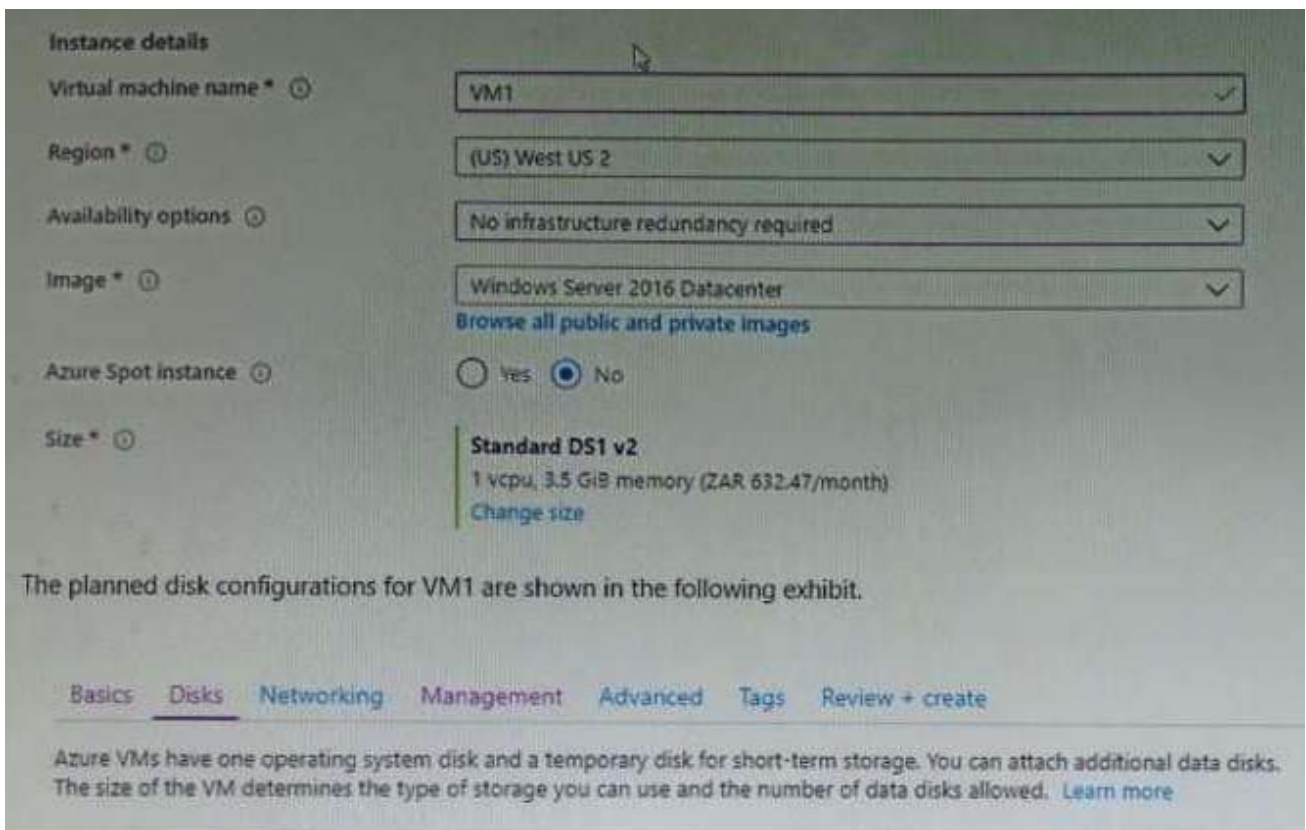 Instance details
Virtual machine name *
VM1
Region *
(US) West US 2
Availability options
No infrastructure redundancy required
Image *
Windows Server 2016 Datacenter
Browse all public and private images
Azure Spot instance
Yes No
Size *
Standard DS1 v2
1 vcpu, 3.5 GiB memory (ZAR 632.47/month)
Change size
The planned disk configurations for VM1 are shown in the following exhibit.
Basics Disks Networking Management Advanced Tags Review + create
Azure VMs have one operating system disk and a temporary disk for short-term storage. You can attach additional data disks.
The size of the VM determines the type of storage you can use and the number of data disks allowed. Learn more